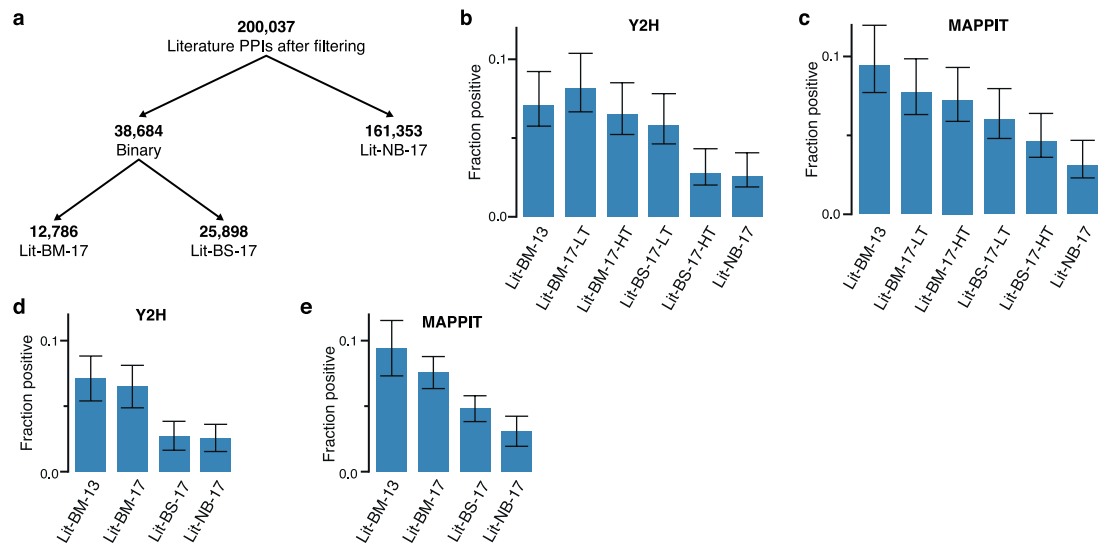 a
200,037
Literature PPIs after filtering
38,684
Binary
161,353
Lit-NB-17
12,786
Lit-BM-17
25,898
Lit-BS-17
b
Y2H
Fraction positive
0.1
0.0
Lit-BM-13
Lit-BM-17-LT
Lit-BM-17-HT
Lit-BS-17-LT
Lit-BS-17-HT
Lit-NB-17
c
MAPPIT
Fraction positive
0.1
0.0
Lit-BM-13
Lit-BM-17-LT
Lit-BM-17-HT
Lit-BS-17-LT
Lit-BS-17-HT
Lit-NB-17
d
Y2H
Fraction positive
0.1
0.0
Lit-BM-13
Lit-BM-17
Lit-BS-17
Lit-NB-17
e
MAPPIT
Fraction positive
0.1
0.0
Lit-BM-13
Lit-BM-17
Lit-BS-17
Lit-NB-17